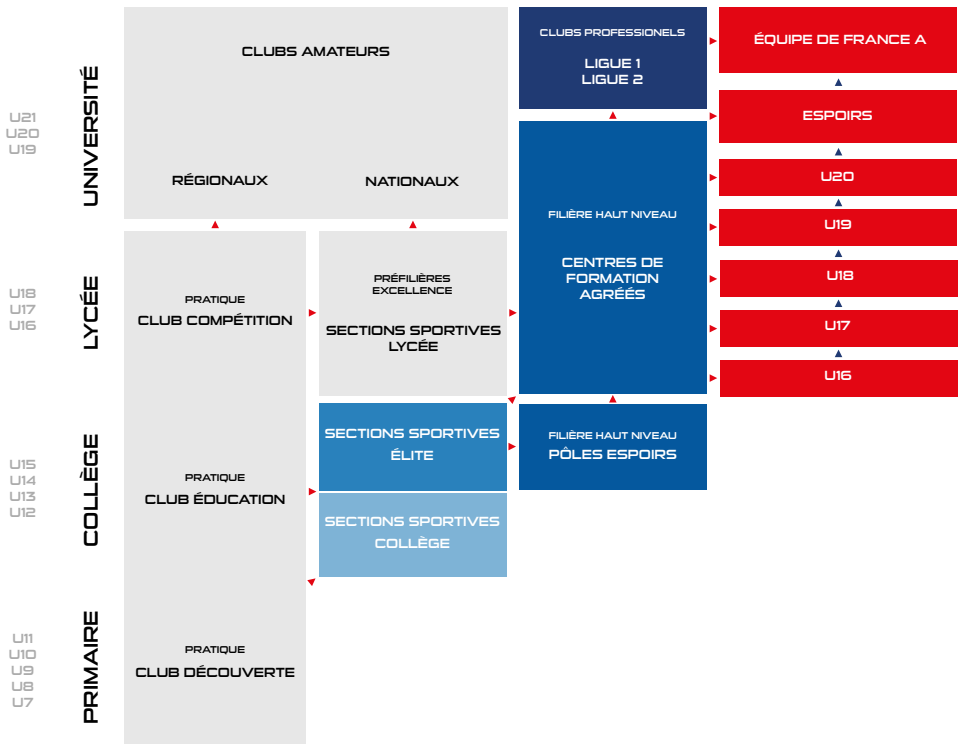 UNIVERSITÉ
U21
U20
U19
CLUBS AMATEURS
RÉGIONAUX
NATIONAUX
CLUBS PROFESSIONELS
LIGUE 1
LIGUE 2
ÉQUIPE DE FRANCE A
ESPOIRS
U20
U19
U18
U17
U16
FILIÈRE HAUT NIVEAU
CENTRES DE
FORMATION
AGRÉÉS
LYCÉE
U18
U17
U16
PRATIQUE
CLUB COMPÉTITION
PRÉFILIÈRES
EXCELLENCE
SECTIONS SPORTIVES
LYCÉE
COLLÈGE
U15
U14
U13
U12
PRATIQUE
CLUB ÉDUCATION
SECTIONS SPORTIVES
ÉLITE
SECTIONS SPORTIVES
COLLÈGE
FILIÈRE HAUT NIVEAU
PÔLES ESPOIRS
PRIMAIRE
U11
U10
U9
U8
U7
PRATIQUE
CLUB DÉCOUVERTE